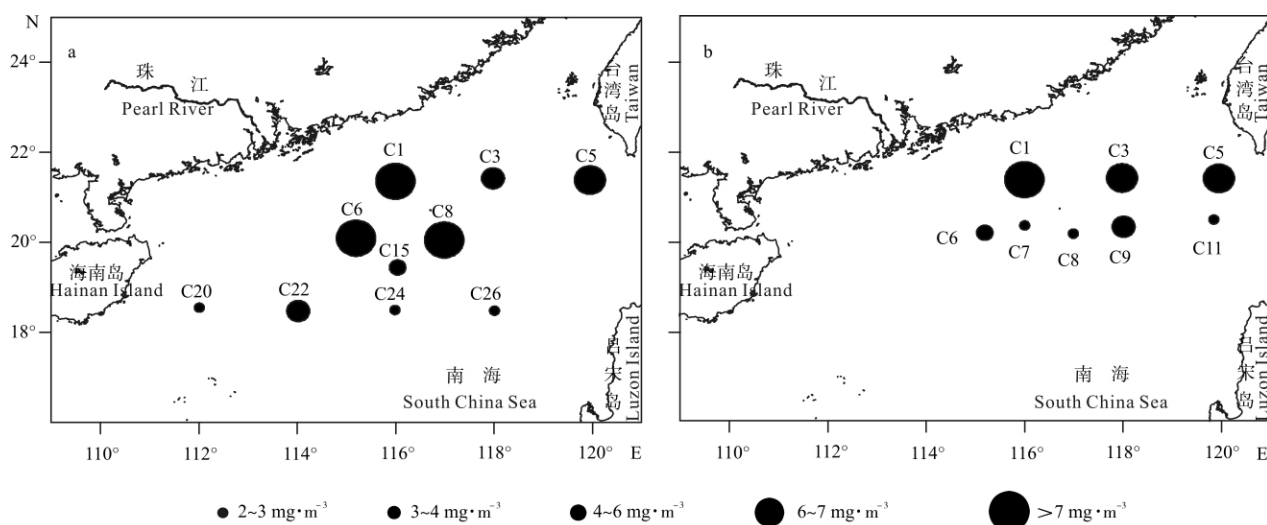 N
a
24°
22°
20°
18°
珠 江
Pearl River
台湾岛
Taiwan
C1
C3
C5
C6
C8
C15
海南岛
Hainan Island
C20
C22
C24
C26
吕宋岛
Luzon Island
南 海
South China Sea
110°
112°
114°
116°
118°
120°
E
b
珠 江
Pearl River
台湾岛
Taiwan
C1
C3
C5
C6
C7
C8
C9
C11
海南岛
Hainan Island
吕宋岛
Luzon Island
南 海
South China Sea
110°
112°
114°
116°
118°
120°
E
2~3 mg·m⁻³
3~4 mg·m⁻³
4~6 mg·m⁻³
6~7 mg·m⁻³
>7 mg·m⁻³